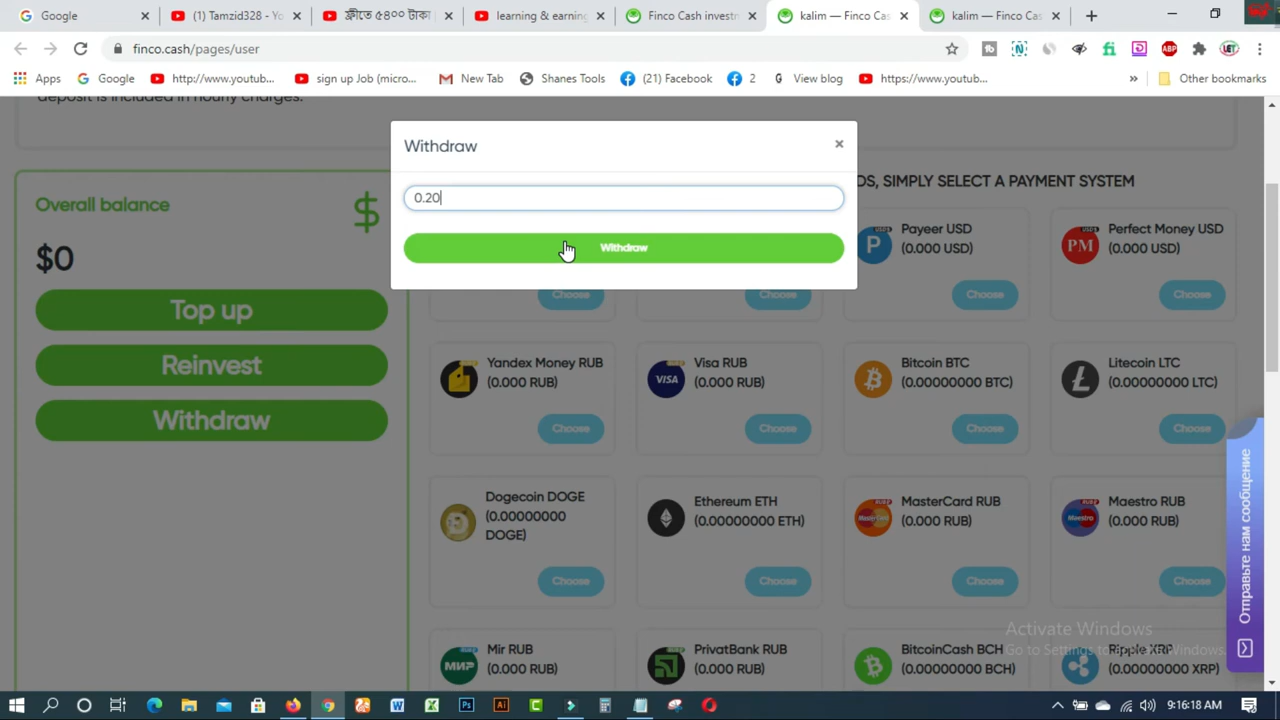 Google
(1) Tamzid328 - Yo
ফ্রীতে ৫৪০০ টাকা
learning & earning
Finco Cash investm
kalim — Finco Cas
kalim — Finco Cas
finco.cash/pages/user
Apps
Google
http://www.youtub...
sign up Job (micro...
New Tab
Shanes Tools
(21) Facebook
2
View blog
https://www.youtub...
Other bookmarks
deposit is included in hourly charges.
Withdraw
0.20
Withdraw
DS, SIMPLY SELECT A PAYMENT SYSTEM
Overall balance
$0
Top up
Reinvest
Withdraw
Payeer USD
(0.000 USD)
Choose
Perfect Money USD
(0.000 USD)
Choose
Choose
Choose
Yandex Money RUB
(0.000 RUB)
Choose
Visa RUB
(0.000 RUB)
Choose
Bitcoin BTC
(0.00000000 BTC)
Choose
Litecoin LTC
(0.00000000 LTC)
Choose
Dogecoin DOGE
(0.00000000
DOGE)
Choose
Ethereum ETH
(0.00000000 ETH)
Choose
MasterCard RUB
(0.000 RUB)
Choose
Maestro RUB
(0.000 RUB)
Choose
Mir RUB
(0.000 RUB)
PrivatBank RUB
(0.000 RUB)
BitcoinCash BCH
(0.00000000 BCH)
Ripple XRP
(0.00000000 XRP)
Отправьте нам сообщение
Activate Windows
Go to Settings to activate Windows.
9:16:18 AM